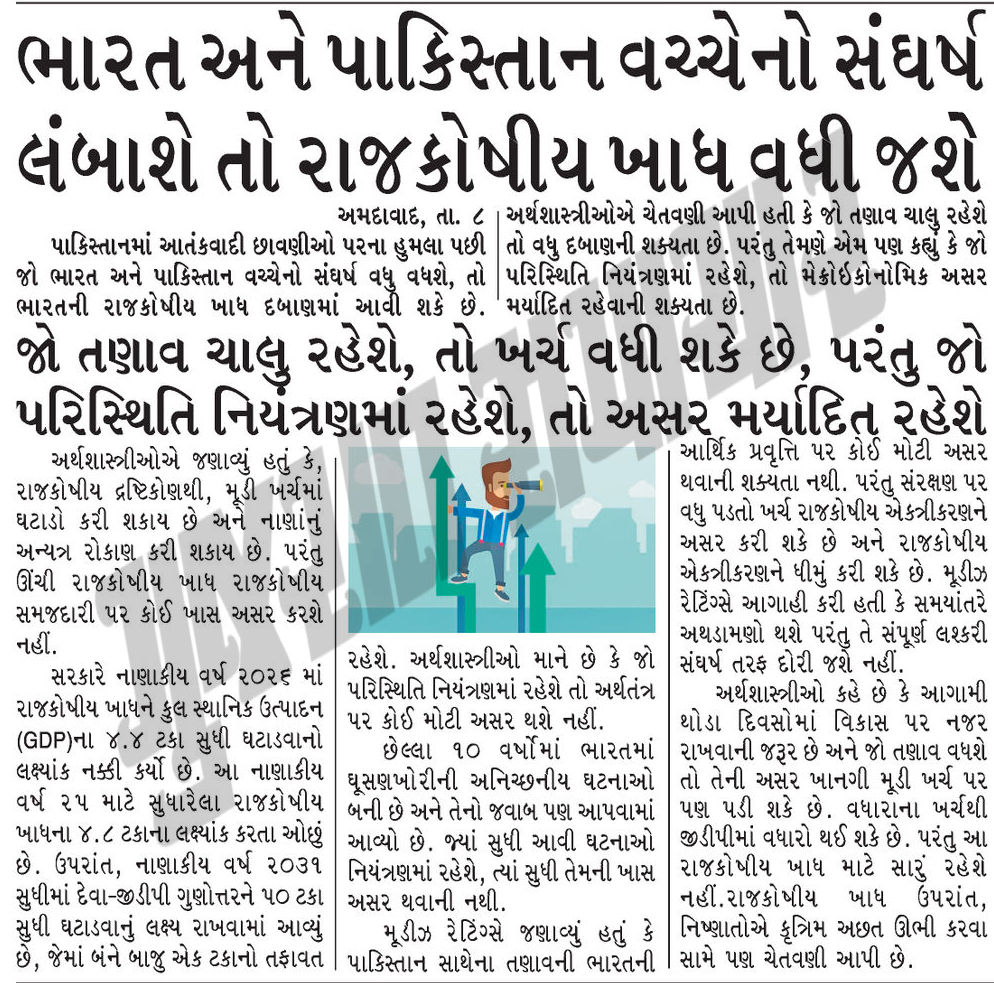 ભારત અને પાકિસ્તાન વચ્ચેનો સંઘર્ષ
લંબાશે તો રાજકોષીય ખાધ વધી જશે
અમદાવાદ, તા. ૮
પાકિસ્તાનમાં આતંકવાદી છાવણીઓ પરના હુમલા પછી
જો ભારત અને પાકિસ્તાન વચ્ચેનો સંઘર્ષ વધુ વધશે, તો
ભારતની રાજકોષીય ખાધ દબાણમાં આવી શકે છે.
અર્થશાસ્ત્રીઓએ ચેતવણી આપી હતી કે જો તણાવ ચાલુ રહેશે
તો વધુ દબાણની શક્યતા છે. પરંતુ તેમણે એમ પણ કહ્યું કે જો
પરિસ્થિતિ નિયંત્રણમાં રહેશે, તો મેક્રોઇકોનોમિક અસર
મર્યાદિત રહેવાની શક્યતા છે.
જો તણાવ ચાલુ રહેશે, તો ખર્ચ વધી શકે છે, પરંતુ જો
પરિસ્થિતિ નિયંત્રણમાં રહેશે, તો અસર મર્યાદિત રહેશે
અર્થશાસ્ત્રીઓએ જણાવ્યું હતું કે,
રાજકોષીય દ્રષ્ટિકોણથી, મૂડી ખર્ચમાં
ઘટાડો કરી શકાય છે અને નાણાંનું
અન્યત્ર રોકાણ કરી શકાય છે. પરંતુ
ઊંચી રાજકોષીય ખાધ રાજકોષીય
સમજદારી પર કોઈ ખાસ અસર કરશે
નહીં.
સરકારે નાણાકીય વર્ષ ૨૦૨૬ માં
રાજકોષીય ખાધને કુલ સ્થાનિક ઉત્પાદન
(GDP)ના ૪.૪ ટકા સુધી ઘટાડવાનો
લક્ષ્યાંક નક્કી કર્યો છે. આ નાણાકીય
વર્ષ ૨૫ માટે સુધારેલા રાજકોષીય
ખાધના ૪.૮ ટકાના લક્ષ્યાંક કરતા ઓછું
છે. ઉપરાંત, નાણાકીય વર્ષ ૨૦૩૧
સુધીમાં દેવા-જીડીપી ગુણોત્તરને ૫૦ ટકા
સુધી ઘટાડવાનું લક્ષ્ય રાખવામાં આવ્યું
છે, જેમાં બંને બાજુ એક ટકાનો તફાવત
રહેશે. અર્થશાસ્ત્રીઓ માને છે કે જો
પરિસ્થિતિ નિયંત્રણમાં રહેશે તો અર્થતંત્ર
પર કોઈ મોટી અસર થશે નહીં.
છેલ્લા ૧૦ વર્ષોમાં ભારતમાં
ઘૂસણખોરીની અનિચ્છનીય ઘટનાઓ
બની છે અને તેનો જવાબ પણ આપવામાં
આવ્યો છે. જ્યાં સુધી આવી ઘટનાઓ
નિયંત્રણમાં રહેશે, ત્યાં સુધી તેમની ખાસ
અસર થવાની નથી.
મૂડીઝ રેટિંગ્સે જણાવ્યું હતું કે
પાકિસ્તાન સાથેના તણાવની ભારતની
આર્થિક પ્રવૃત્તિ પર કોઈ મોટી અસર
થવાની શક્યતા નથી. પરંતુ સંરક્ષણ પર
વધુ પડતો ખર્ચ રાજકોષીય એકત્રીકરણને
અસર કરી શકે છે અને રાજકોષીય
એકત્રીકરણને ધીમું કરી શકે છે. મૂડીઝ
રેટિંગ્સે આગાહી કરી હતી કે સમયાંતરે
અથડામણો થશે પરંતુ તે સંપૂર્ણ લશ્કરી
સંઘર્ષ તરફ દોરી જશે નહીં.
અર્થશાસ્ત્રીઓ કહે છે કે આગામી
થોડા દિવસોમાં વિકાસ પર નજર
રાખવાની જરૂર છે અને જો તણાવ વધશે
તો તેની અસર ખાનગી મૂડી ખર્ચ પર
પણ પડી શકે છે. વધારાના ખર્ચથી
જીડીપીમાં વધારો થઈ શકે છે. પરંતુ આ
રાજકોષીય ખાધ માટે સારું રહેશે
નહીં.રાજકોષીય ખાધ ઉપરાંત,
નિષ્ણાતોએ કૃત્રિમ અછત ઊભી કરવા
સામે પણ ચેતવણી આપી છે.